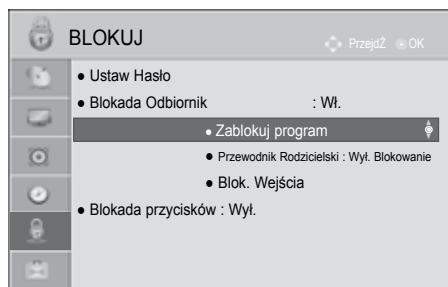 BLOKUJ
PrzejdŹ OK
● Ustaw Hasło
● Blokada Odbiornik : Wł.
● Zablokuj program
● Przewodnik Rodzicielski : Wył. Blokowanie
● Blok. Wejścia
● Blokada przycisków : Wył.